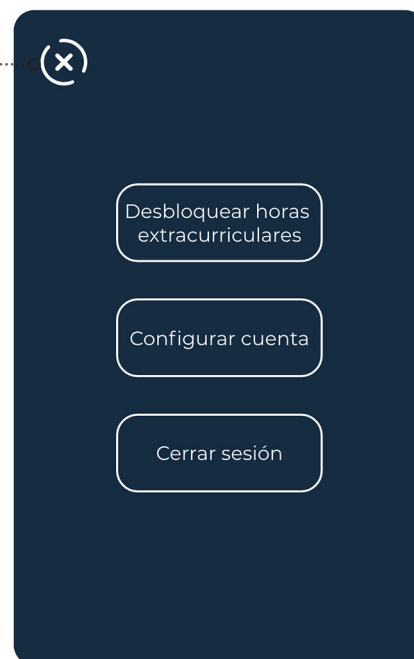 Desbloquear horas
extracurriculares
Configurar cuenta
Cerrar sesión